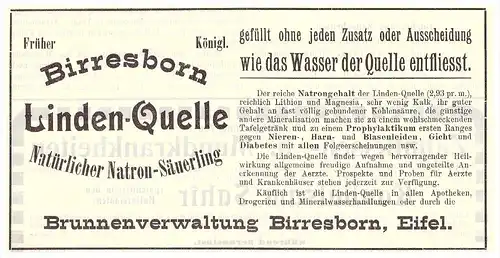 Früher Königl.
Birresborn
Linden-Quelle
Natürlicher Natron-Säuerling
gefüllt ohne jeden Zusatz oder Ausscheidung
wie das Wasser der Quelle entfliesst.
Der reiche Natrongehalt der Linden-Quelle (2,93 pr. m.),
reichlich Lithion und Magnesia, sehr wenig Kalk, ihr guter
Gehalt an fast völlig gebundener Kohlensäure, die günstige
andere Mineralisation machen sie zu einem wohlschmeckenden
Tafelgetränk und zu einem Prophylaktikum ersten Ranges
gegen Nieren-, Harn- und Blasenleiden, Gicht und
Diabetes mit allen Folgeerscheinungen usw.
Die Linden-Quelle findet wegen hervorragender Heil-
wirkung allgemeine freudige Aufnahme und ungeteilte An-
erkennung der Aerzte. Prospekte und Proben für Aerzte
und Krankenhäuser stehen jederzeit zur Verfügung.
Käuflich ist die Linden-Quelle in allen Apotheken,
Drogerien und Mineralwasserhandlungen oder durch die
Brunnenverwaltung Birresborn, Eifel.